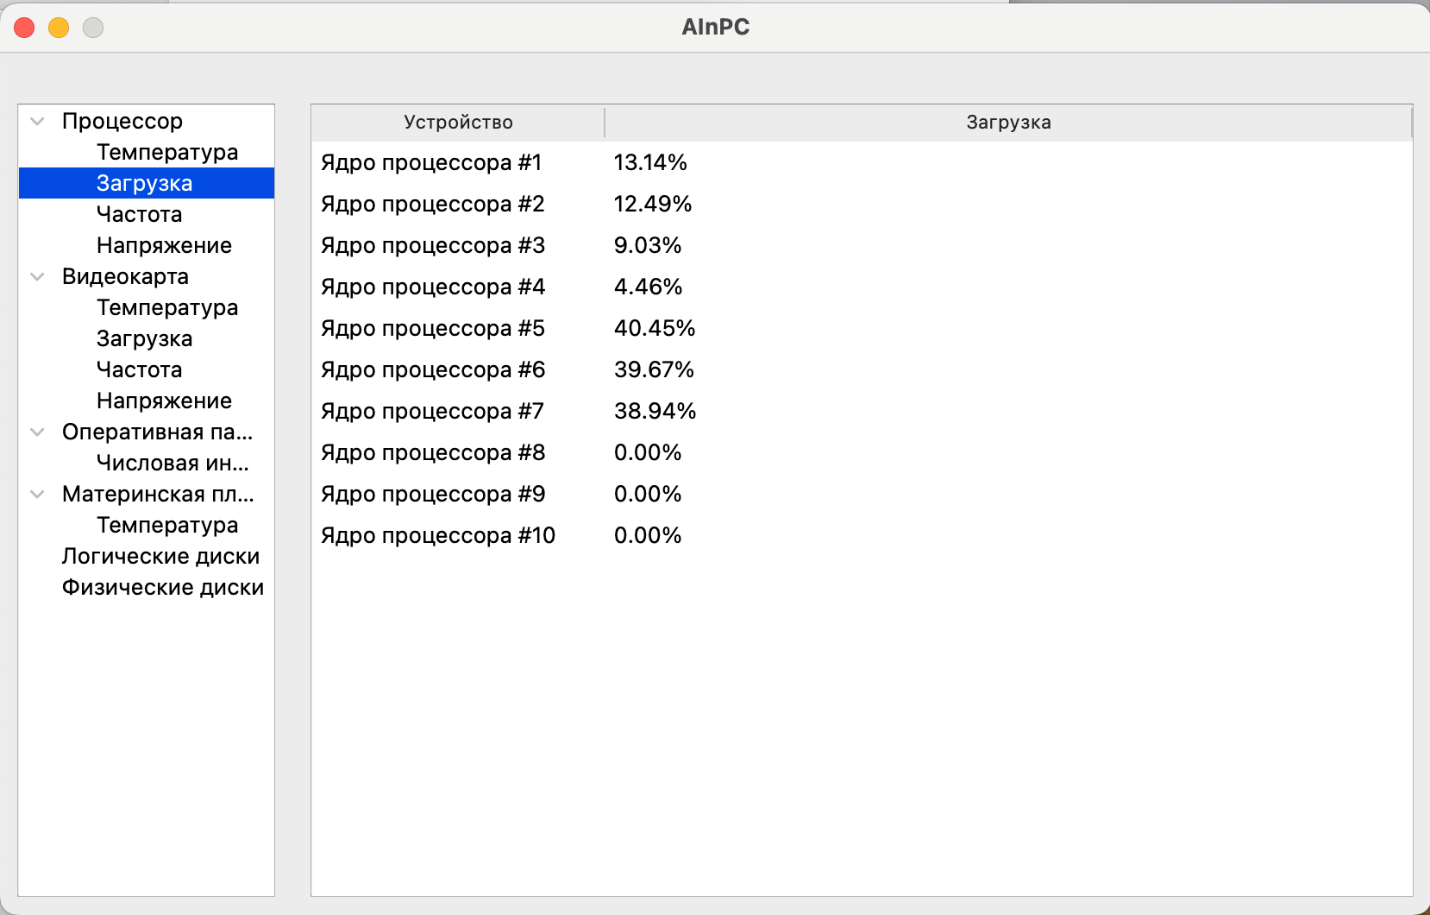 AInPC
Процессор
Температура
Загрузка
Частота
Напряжение
Видеокарта
Температура
Загрузка
Частота
Напряжение
Оперативная па...
Числовая ин...
Материнская пл...
Температура
Логические диски
Физические диски
Устройство Загрузка
Ядро процессора #1 13.14%
Ядро процессора #2 12.49%
Ядро процессора #3 9.03%
Ядро процессора #4 4.46%
Ядро процессора #5 40.45%
Ядро процессора #6 39.67%
Ядро процессора #7 38.94%
Ядро процессора #8 0.00%
Ядро процессора #9 0.00%
Ядро процессора #10 0.00%